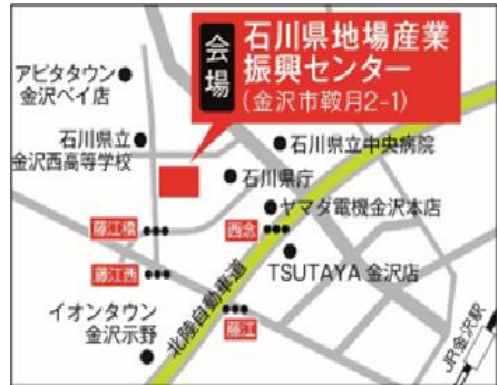 会場
石川県地場産業
振興センター
(金沢市鞍月2-1)
アピタタウン
金沢ベイ店
石川県立
金沢西高等学校
石川県立中央病院
石川県庁
ヤマダ電機金沢本店
藤江橋
西念
藤江西
TSUTAYA 金沢店
北陸自動車道
イオンタウン
金沢示野
藤江
JR金沢駅